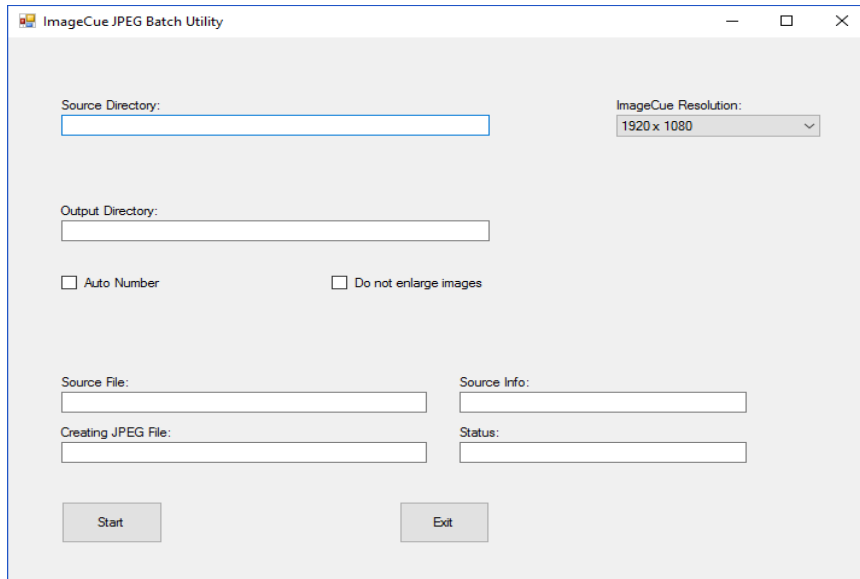 ImageCue JPEG Batch Utility
Source Directory:
ImageCue Resolution:
1920 x 1080
Output Directory:
Auto Number
Do not enlarge images
Source File:
Source Info:
Creating JPEG File:
Status:
Start
Exit